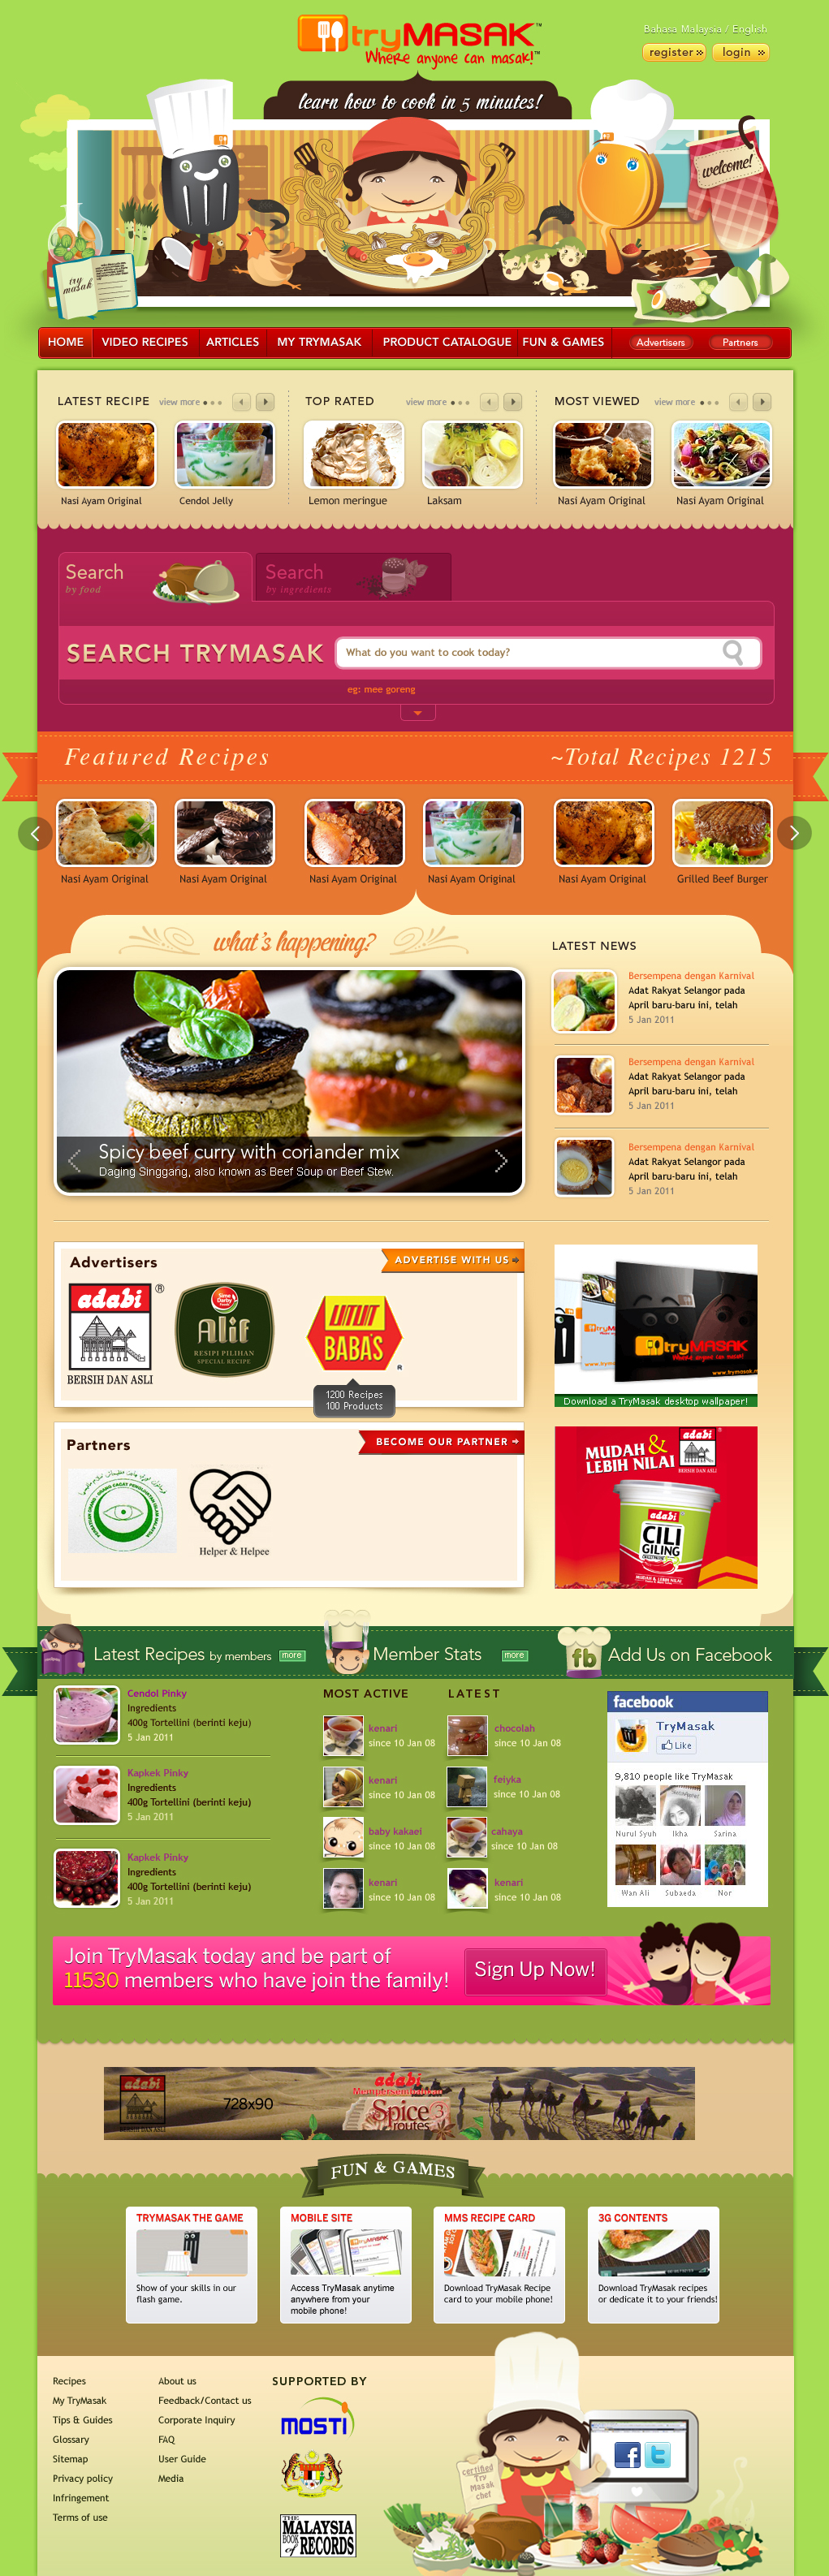 tryMASAK™
Where anyone can masak!™
Bahasa Malaysia / English
register »
login »
learn how to cook in 5 minutes!
welcome!
try
masak
HOME
VIDEO RECIPES
ARTICLES
MY TRYMASAK
PRODUCT CATALOGUE
FUN & GAMES
Advertisers
Partners
LATEST RECIPE
view more
TOP RATED
view more
MOST VIEWED
view more
Nasi Ayam Original
Cendol Jelly
Lemon meringue
Laksam
Nasi Ayam Original
Nasi Ayam Original
Search
by food
Search
by ingredients
SEARCH TRYMASAK
What do you want to cook today?
eg: mee goreng
Featured Recipes
~Total Recipes 1215
Nasi Ayam Original
Nasi Ayam Original
Nasi Ayam Original
Nasi Ayam Original
Nasi Ayam Original
Grilled Beef Burger
what's happening?
LATEST NEWS
Spicy beef curry with coriander mix
Daging Singgang, also known as Beef Soup or Beef Stew.
Bersempena dengan Karnival
Adat Rakyat Selangor pada
April baru-baru ini, telah
5 Jan 2011
Bersempena dengan Karnival
Adat Rakyat Selangor pada
April baru-baru ini, telah
5 Jan 2011
Bersempena dengan Karnival
Adat Rakyat Selangor pada
April baru-baru ini, telah
5 Jan 2011
Advertisers
ADVERTISE WITH US
adabi ®
BERSIH DAN ASLI
Sime Darby
Alif
RESIPI PILIHAN
SPECIAL RECIPE
BABA'S
®
1200 Recipes
100 Products
tryMASAK
Where anyone can masak!
Download a TryMasak desktop wallpaper!
Partners
BECOME OUR PARTNER
Helper & Helpee
MUDAH &
LEBIH NILAI
adabi
BERSIH DAN ASLI
adabi
CILI
GILING
MUDAH & LEBIH NILAI
Latest Recipes by members
more
Member Stats
more
fb
Add Us on Facebook
Cendol Pinky
Ingredients
400g Tortellini (berinti keju)
5 Jan 2011
Kapkek Pinky
Ingredients
400g Tortellini (berinti keju)
5 Jan 2011
Kapkek Pinky
Ingredients
400g Tortellini (berinti keju)
5 Jan 2011
MOST ACTIVE
kenari
since 10 Jan 08
kenari
since 10 Jan 08
baby kakaei
since 10 Jan 08
kenari
since 10 Jan 08
LATEST
chocolah
since 10 Jan 08
feiyka
since 10 Jan 08
cahaya
since 10 Jan 08
kenari
since 10 Jan 08
facebook
TryMasak
Like
9,810 people like TryMasak
Nurul Syuh
Ikha
Sarina
Wan Ali
Subaeda
Nor
Join TryMasak today and be part of
11530 members who have join the family!
Sign Up Now!
adabi
BERSIH DAN ASLI
728x90
adabi
Mempersembahkan
Spice
routes 3
FUN & GAMES
TRYMASAK THE GAME
Show of your skills in our
flash game.
MOBILE SITE
Access TryMasak anytime
anywhere from your
mobile phone!
MMS RECIPE CARD
Download TryMasak Recipe
card to your mobile phone!
3G CONTENTS
Download TryMasak recipes
or dedicate it to your friends!
Recipes
My TryMasak
Tips & Guides
Glossary
Sitemap
Privacy policy
Infringement
Terms of use
About us
Feedback/Contact us
Corporate Inquiry
FAQ
User Guide
Media
SUPPORTED BY
MOSTI
THE
MALAYSIA
BOOK of
RECORDS
certified
Try
Masak
chef
f
t